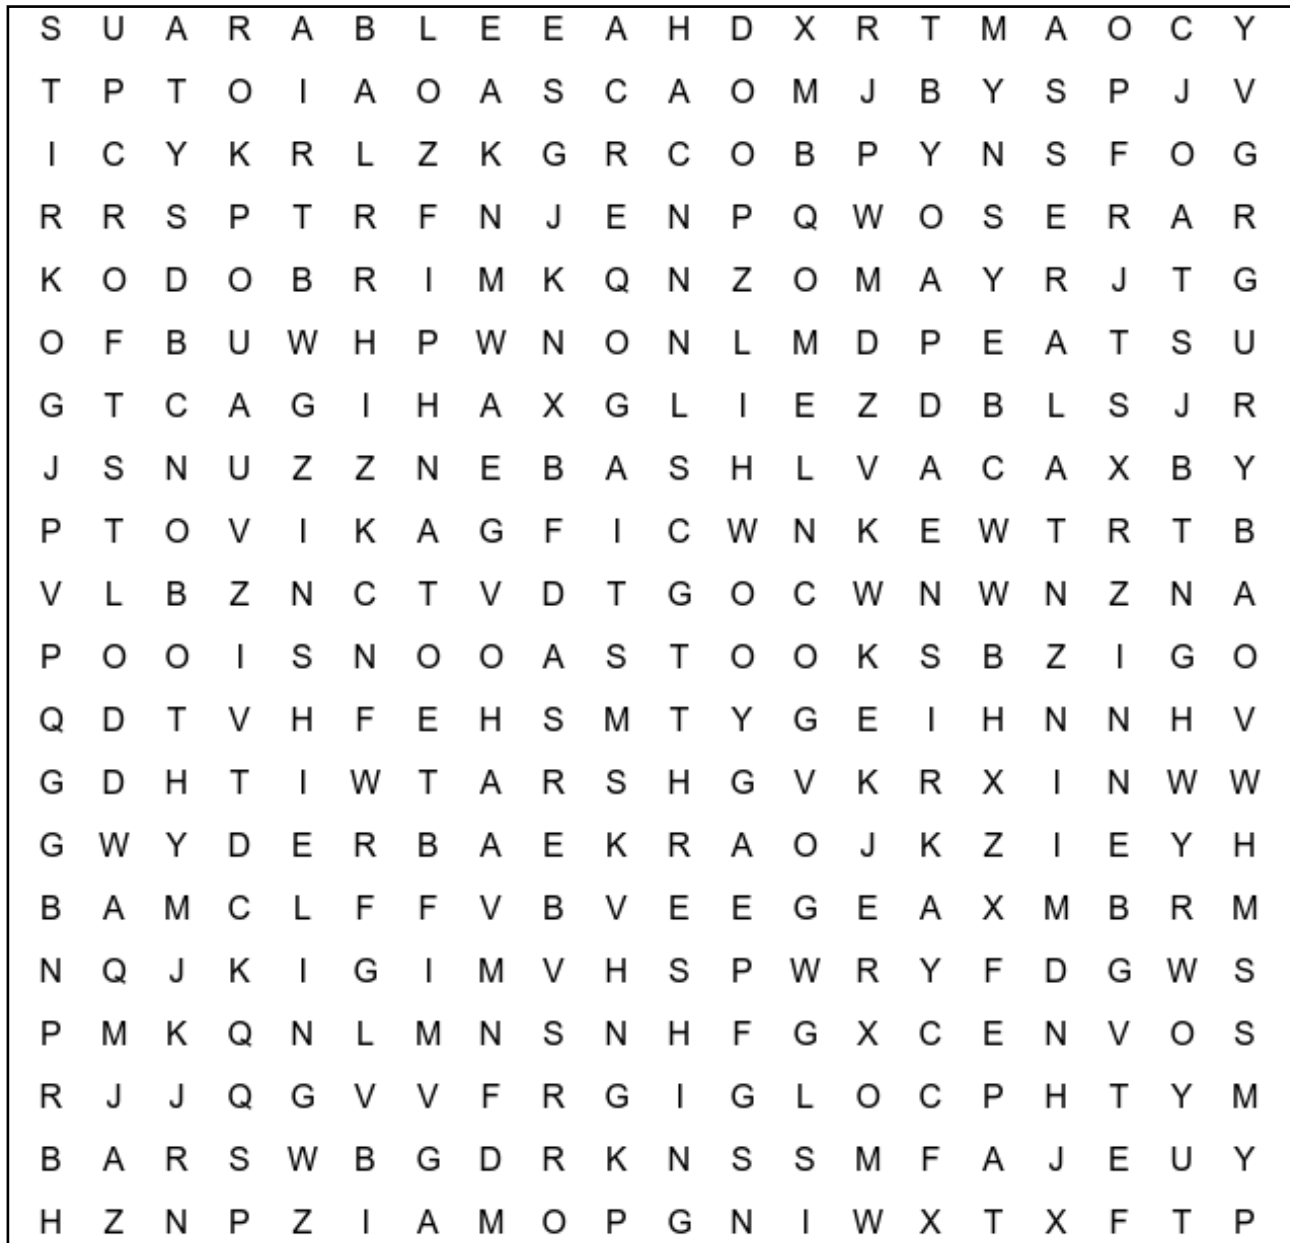 S U A R A B L E E A H D X R T M A O C Y
T P T O I A O A S C A O M J B Y S P J V
I C Y K R L Z K G R C O B P Y N S F O G
R R S P T R F N J E N P Q W O S E R A R
K O D O B R I M K Q N Z O M A Y R J T G
O F B U W H P W N O N L M D P E A T S U
G T C A G I H A X G L I E Z D B L S J R
J S N U Z Z N E B A S H L V A C A X B Y
P T O V I K A G F I C W N K E W T R T B
V L B Z N C T V D T G O C W N W N Z N A
P O O I S N O O A S T O O K S B Z I G O
Q D T V H F E H S M T Y G E I H N N H V
G D H T I W T A R S H G V K R X I N W W
G W Y D E R B A E K R A O J K Z I E Y H
B A M C L F F V B V E E G E A X M B R M
N Q J K I G I M V H S P W R Y F D G W S
P M K Q N L M N S N H F G X C E N V O S
R J J Q G V V F R G I G L O C P H T Y M
B A R S W B G D R K N S S M F A J E U Y
H Z N P Z I A M O P G N I W X T X F T P